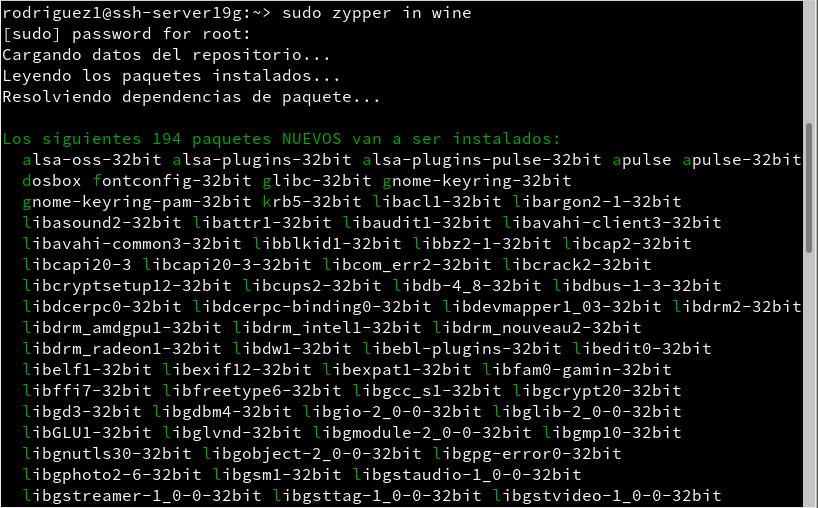 rodriguez1@ssh-server19g:~> sudo zypper in wine
[sudo] password for root:
Cargando datos del repositorio...
Leyendo los paquetes instalados...
Resolviendo dependencias de paquete...
Los siguientes 194 paquetes NUEVOS van a ser instalados:
alsa-oss-32bit alsa-plugins-32bit alsa-plugins-pulse-32bit apulse apulse-32bit
dosbox fontconfig-32bit glibc-32bit gnome-keyring-32bit
gnome-keyring-pam-32bit krb5-32bit libacl1-32bit libargon2-1-32bit
libasound2-32bit libattr1-32bit libaudit1-32bit libavahi-client3-32bit
libavahi-common3-32bit libblkid1-32bit libbz2-1-32bit libcap2-32bit
libcapi20-3 libcapi20-3-32bit libcom_err2-32bit libcrack2-32bit
libcryptsetup12-32bit libcups2-32bit libdb-4_8-32bit libdbus-1-3-32bit
libdcerpc0-32bit libdcerpc-binding0-32bit libdevmapper1_03-32bit libdrm2-32bit
libdrm_amdgpu1-32bit libdrm_intel1-32bit libdrm_nouveau2-32bit
libdrm_radeon1-32bit libdw1-32bit libebl-plugins-32bit libedit0-32bit
libelf1-32bit libexif12-32bit libexpat1-32bit libfam0-gamin-32bit
libffi7-32bit libfreetype6-32bit libgcc_s1-32bit libgcrypt20-32bit
libgd3-32bit libgdbm4-32bit libgio-2_0-0-32bit libglib-2_0-0-32bit
libGLU1-32bit libglvnd-32bit libgmodule-2_0-0-32bit libgmp10-32bit
libgnutls30-32bit libgobject-2_0-0-32bit libgpg-error0-32bit
libgphoto2-6-32bit libgsm1-32bit libgstaudio-1_0-0-32bit
libgstreamer-1_0-0-32bit libgsttag-1_0-0-32bit libgstvideo-1_0-0-32bit